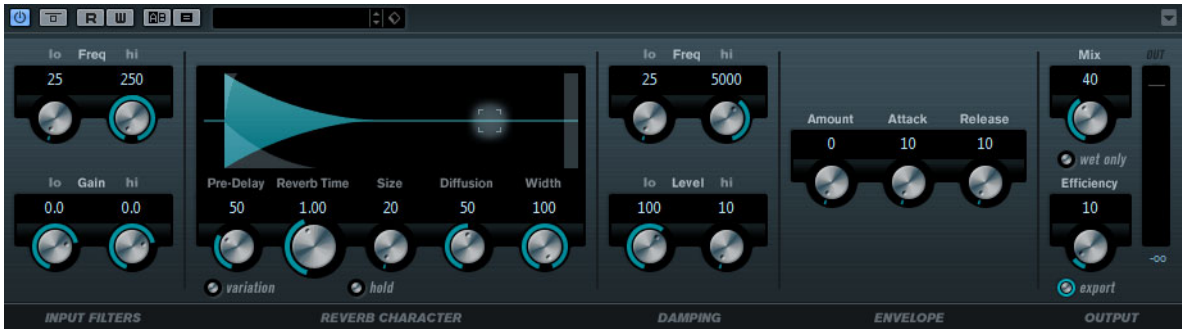 R W AB E
lo Freq hi
25 250
lo Gain hi
0.0 0.0
INPUT FILTERS
Pre-Delay Reverb Time Size Diffusion Width
50 1.00 20 50 100
variation hold
REVERB CHARACTER
lo Freq hi
25 5000
lo Level hi
100 10
DAMPING
Amount Attack Release
0 10 10
ENVELOPE
Mix OUT
40
wet only
Efficiency
10
-∞
export
OUTPUT